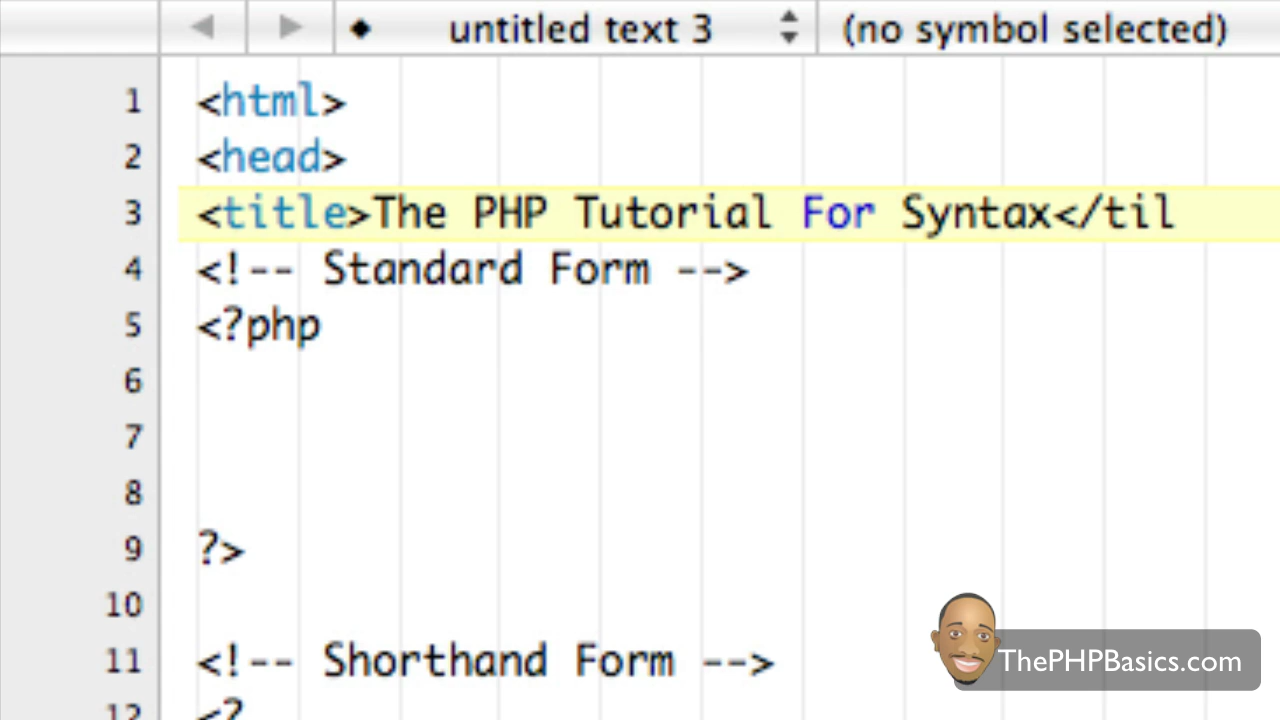 untitled text 3 (no symbol selected)
1 <html>
2 <head>
3 <title>The PHP Tutorial For Syntax</til
4 <!-- Standard Form -->
5 <?php
6
7
8
9 ?>
10
11 <!-- Shorthand Form -->
12 <?
ThePHPBasics.com